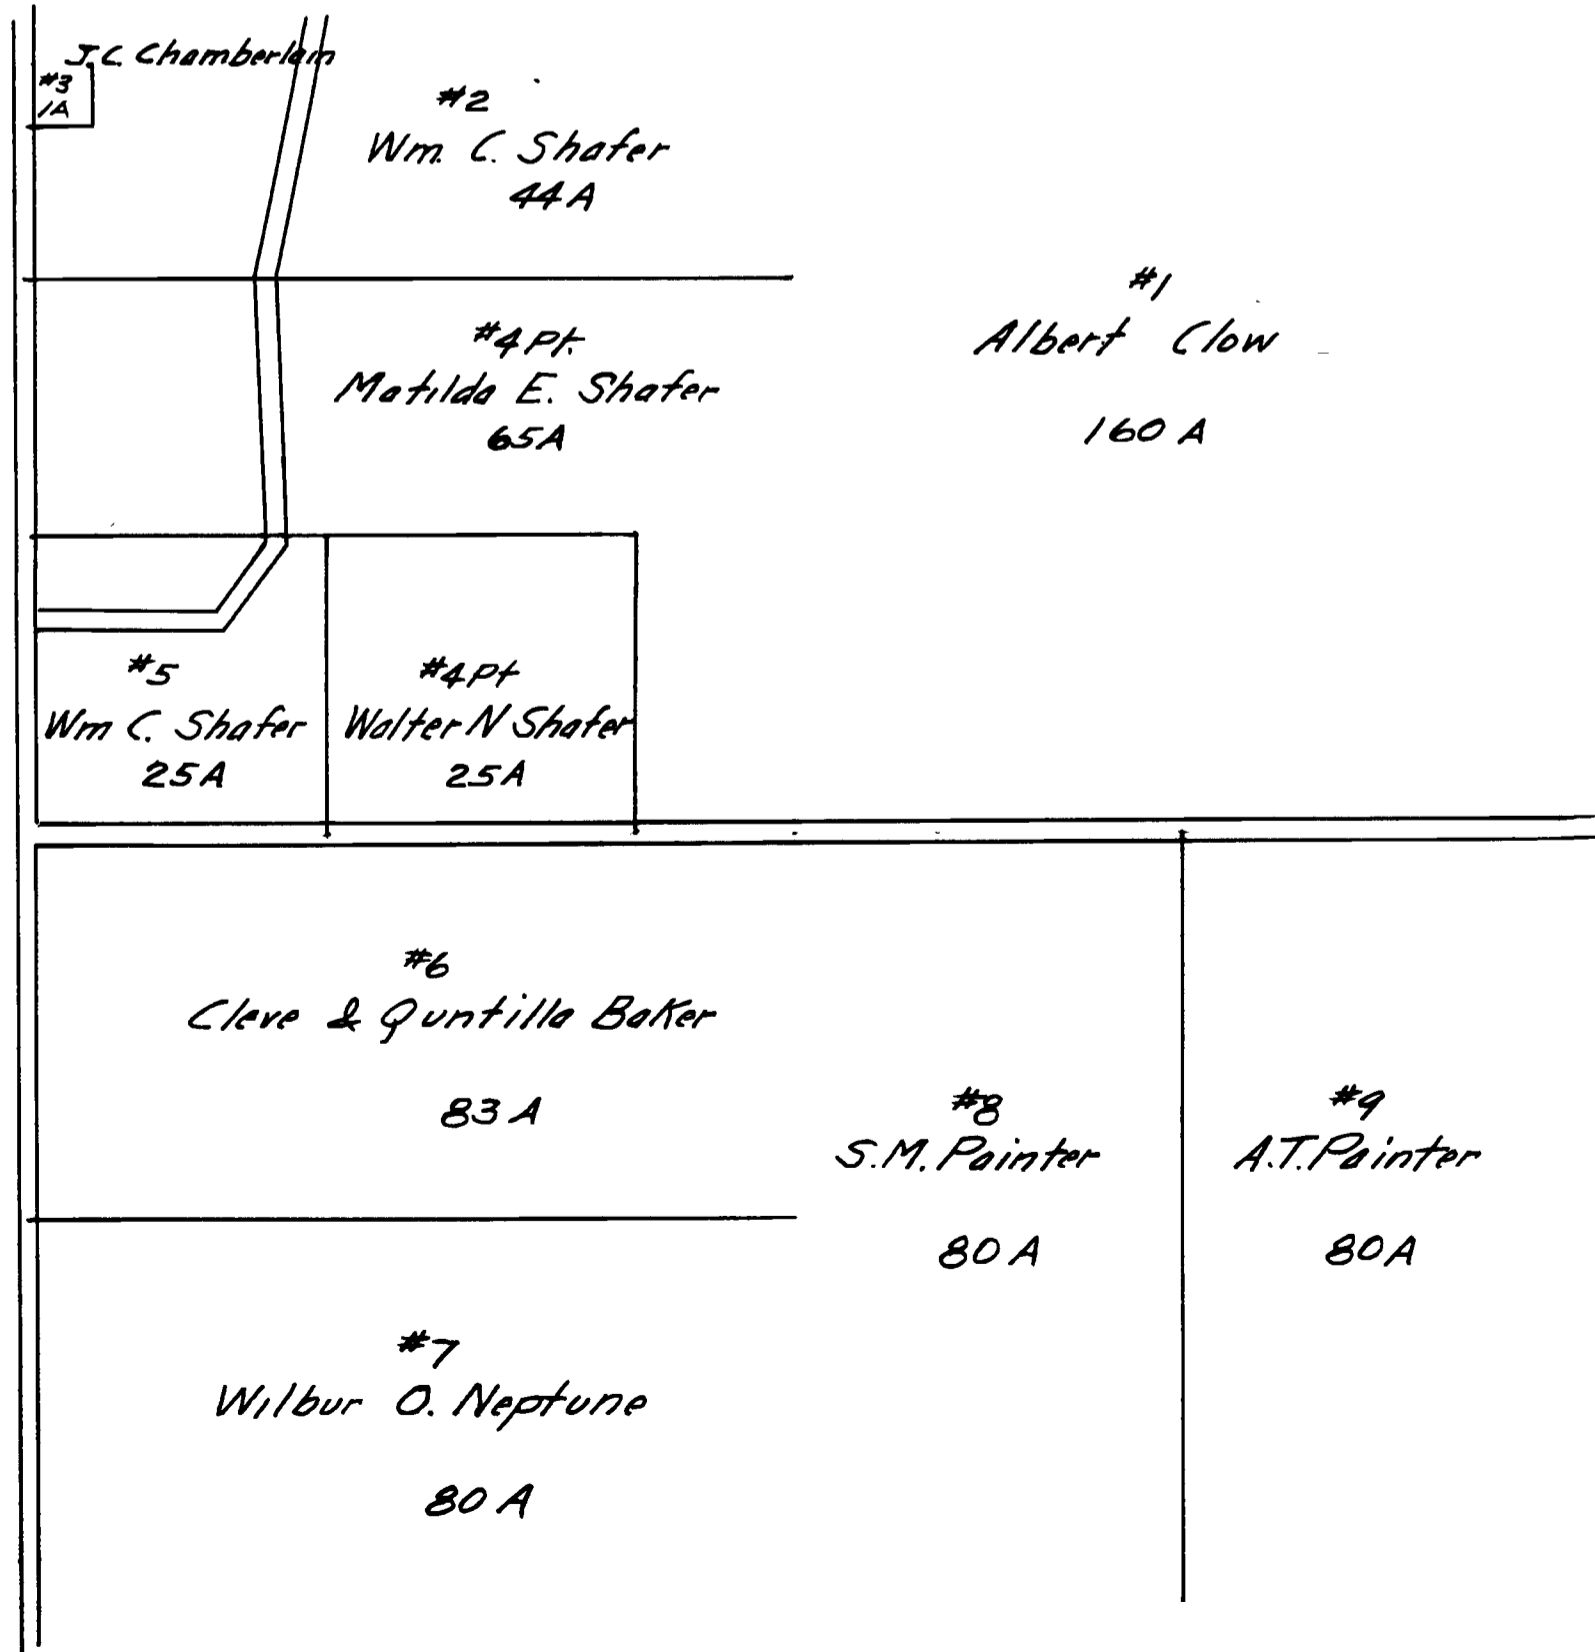 J.C. Chamberlain
#3
1A
#2
Wm. C. Shafer
44 A
#1
Albert Clow
160 A
#4 Pt.
Matilda E. Shafer
65A
#5
Wm C. Shafer
25A
#4 Pt
Walter N Shafer
25A
#6
Cleve & Quntilla Baker
83 A
#8
S.M. Painter
80 A
#9
A.T. Painter
80A
#7
Wilbur O. Neptune
80 A